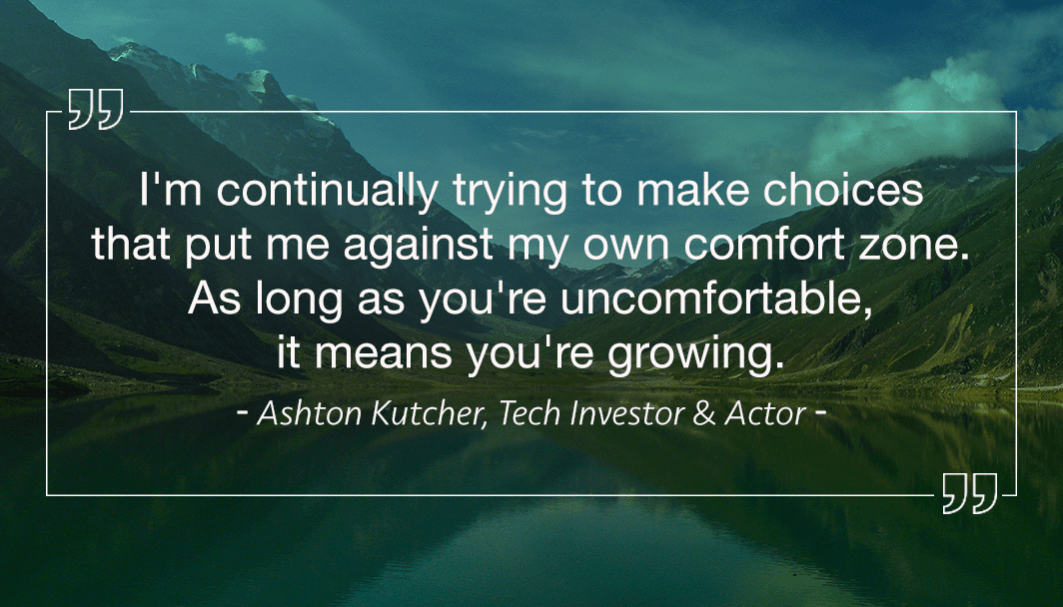 I'm continually trying to make choices
that put me against my own comfort zone.
As long as you're uncomfortable,
it means you're growing.
- Ashton Kutcher, Tech Investor & Actor -